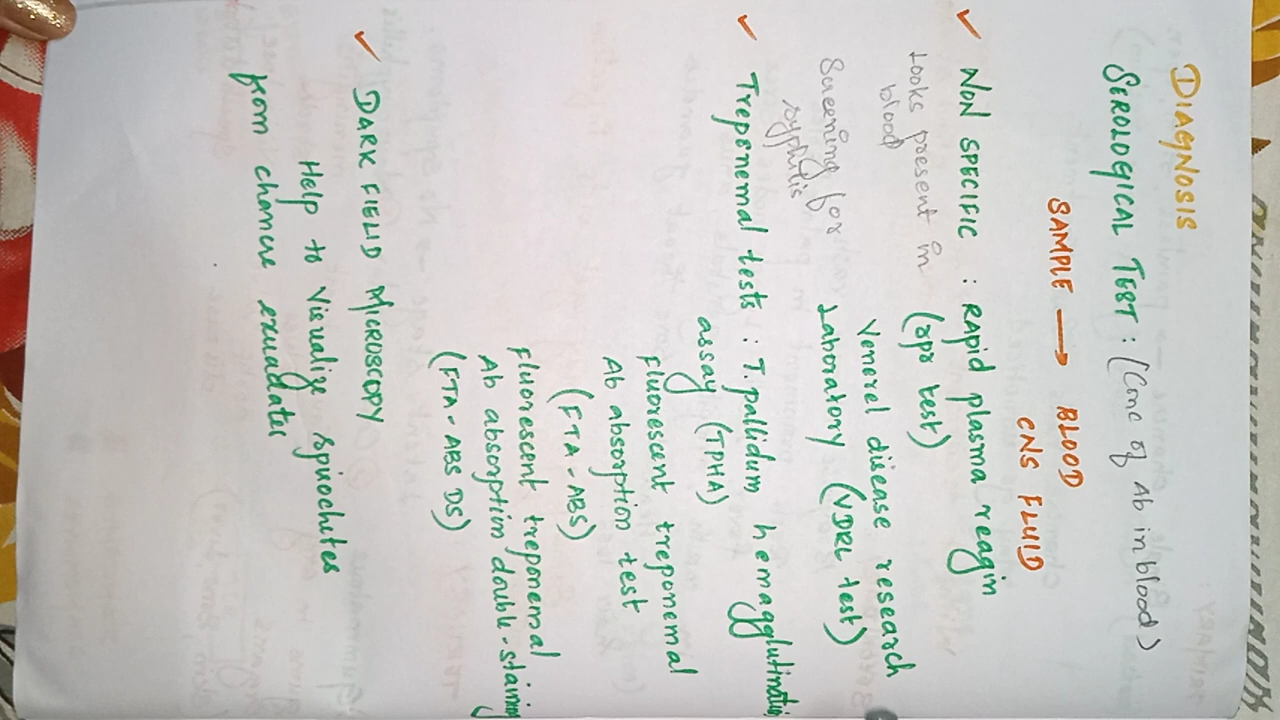 DIAGNOSIS
SEROLOGICAL TEST : (Conc of Ab in blood)
SAMPLE → BLOOD
CNS FLUID
✓ NON SPECIFIC : RAPID plasma reagin
Looks present in (rpr test)
blood
Venerel disease research
Screening for Laboratory (VDRL test)
syphilis
✓ Treponemal tests : T. pallidum hemagglutination
assay (TPHA)
Fluorescent treponemal
Ab absorption test
(FTA-ABS)
Fluorescent treponemal
Ab absorption double-staining
(FTA-ABS DS)
✓ DARK FIELD MICROSCOPY
Help to Visualize spirochetes
from chancre exudates